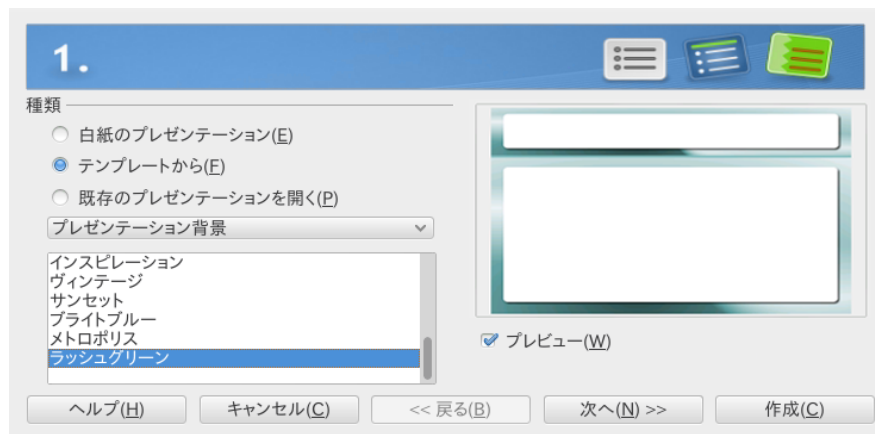 1.
種類
白紙のプレゼンテーション(E)
テンプレートから(F)
既存のプレゼンテーションを開く(P)
プレゼンテーション背景
インスピレーション
ヴィンテージ
サンセット
ブライトブルー
メトロポリス
ラッシュグリーン
プレビュー(W)
ヘルプ(H)
キャンセル(C)
<< 戻る(B)
次へ(N) >>
作成(C)